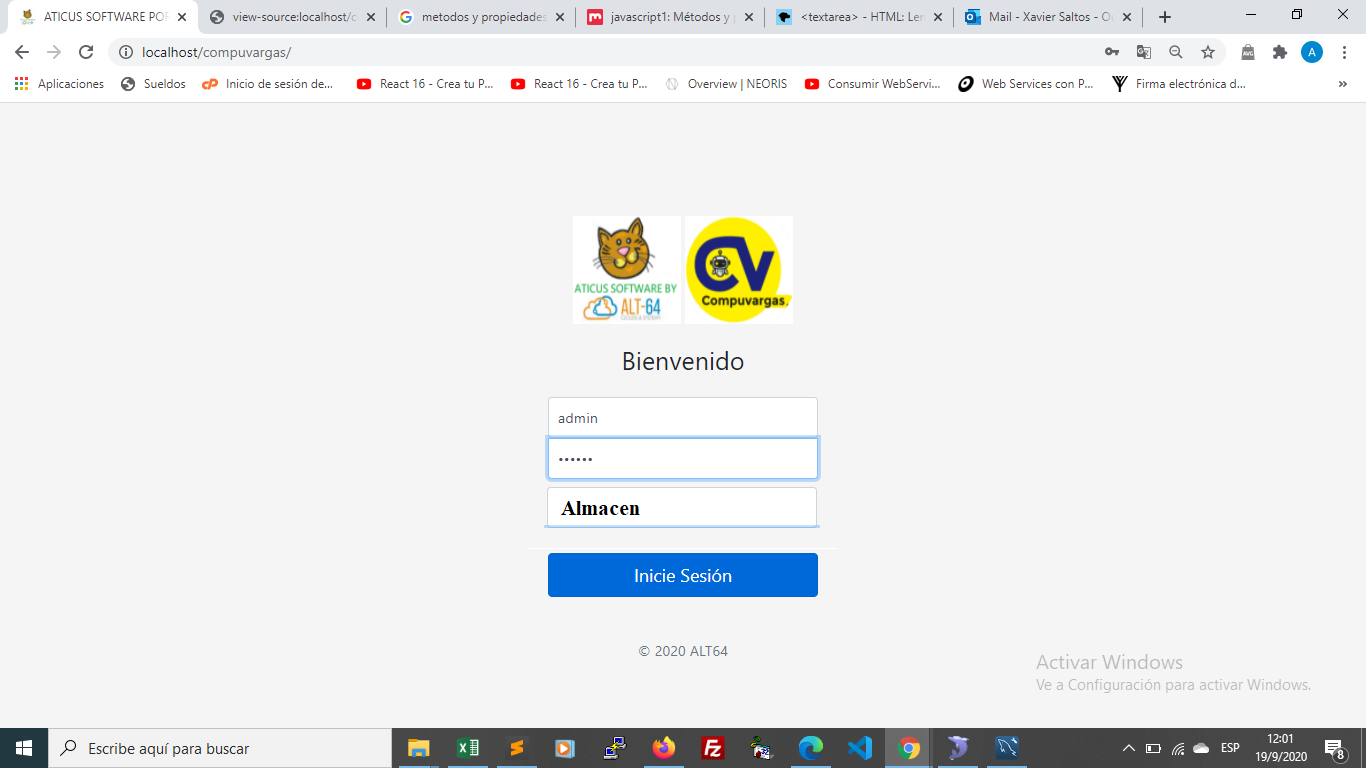 ATICUS SOFTWARE POR
view-source:localhost/c
metodos y propiedades
javascript1: Métodos y p
<textarea> - HTML: Len
Mail - Xavier Saltos - Ou
localhost/compuvargas/
A
Aplicaciones
Sueldos
cP
Inicio de sesión de...
React 16 - Crea tu P...
React 16 - Crea tu P...
Overview | NEORIS
Consumir WebServi...
Web Services con P...
Firma electrónica d...
»
ATICUS SOFTWARE BY
ALT-64
CV
Compuvargas.
Bienvenido
admin
••••••
Almacen
Inicie Sesión
© 2020 ALT64
Activar Windows
Ve a Configuración para activar Windows.
Escribe aquí para buscar
ESP
12:01
19/9/2020
8